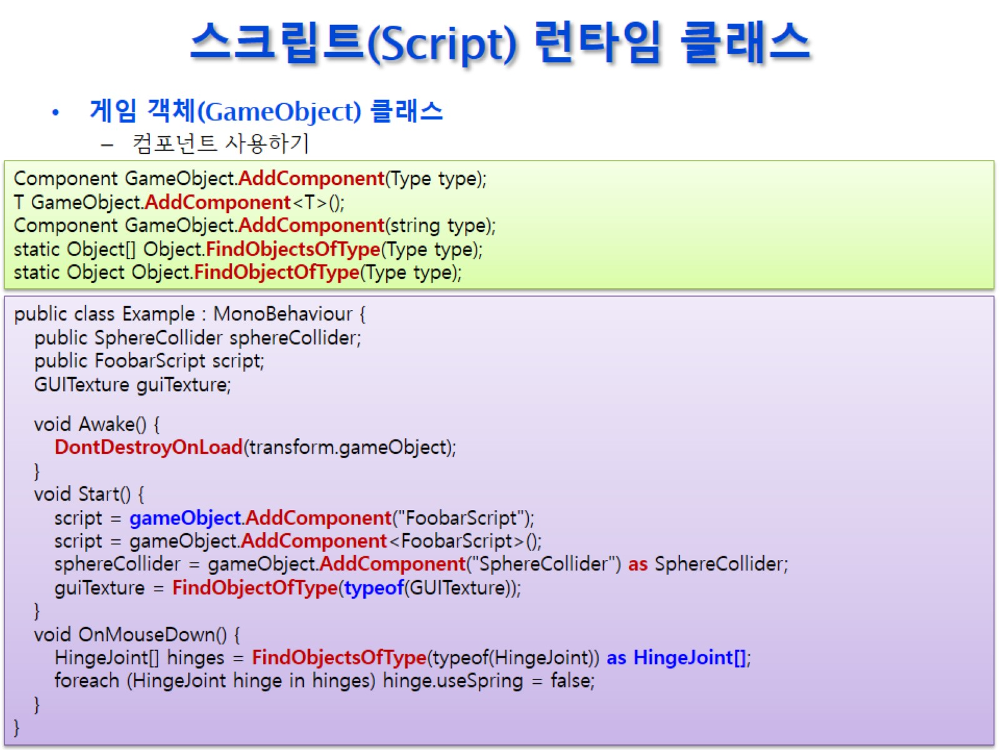 스크립트(Script) 런타임 클래스
• 게임 객체(GameObject) 클래스
– 컴포넌트 사용하기
Component GameObject.AddComponent(Type type);
T GameObject.AddComponent<T>();
Component GameObject.AddComponent(string type);
static Object[] Object.FindObjectsOfType(Type type);
static Object Object.FindObjectOfType(Type type);
public class Example : MonoBehaviour {
public SphereCollider sphereCollider;
public FoobarScript script;
GUITexture guiTexture;
void Awake() {
DontDestroyOnLoad(transform.gameObject);
}
void Start() {
script = gameObject.AddComponent("FoobarScript");
script = gameObject.AddComponent<FoobarScript>();
sphereCollider = gameObject.AddComponent("SphereCollider") as SphereCollider;
guiTexture = FindObjectOfType(typeof(GUITexture));
}
void OnMouseDown() {
HingeJoint[] hinges = FindObjectsOfType(typeof(HingeJoint)) as HingeJoint[];
foreach (HingeJoint hinge in hinges) hinge.useSpring = false;
}
}